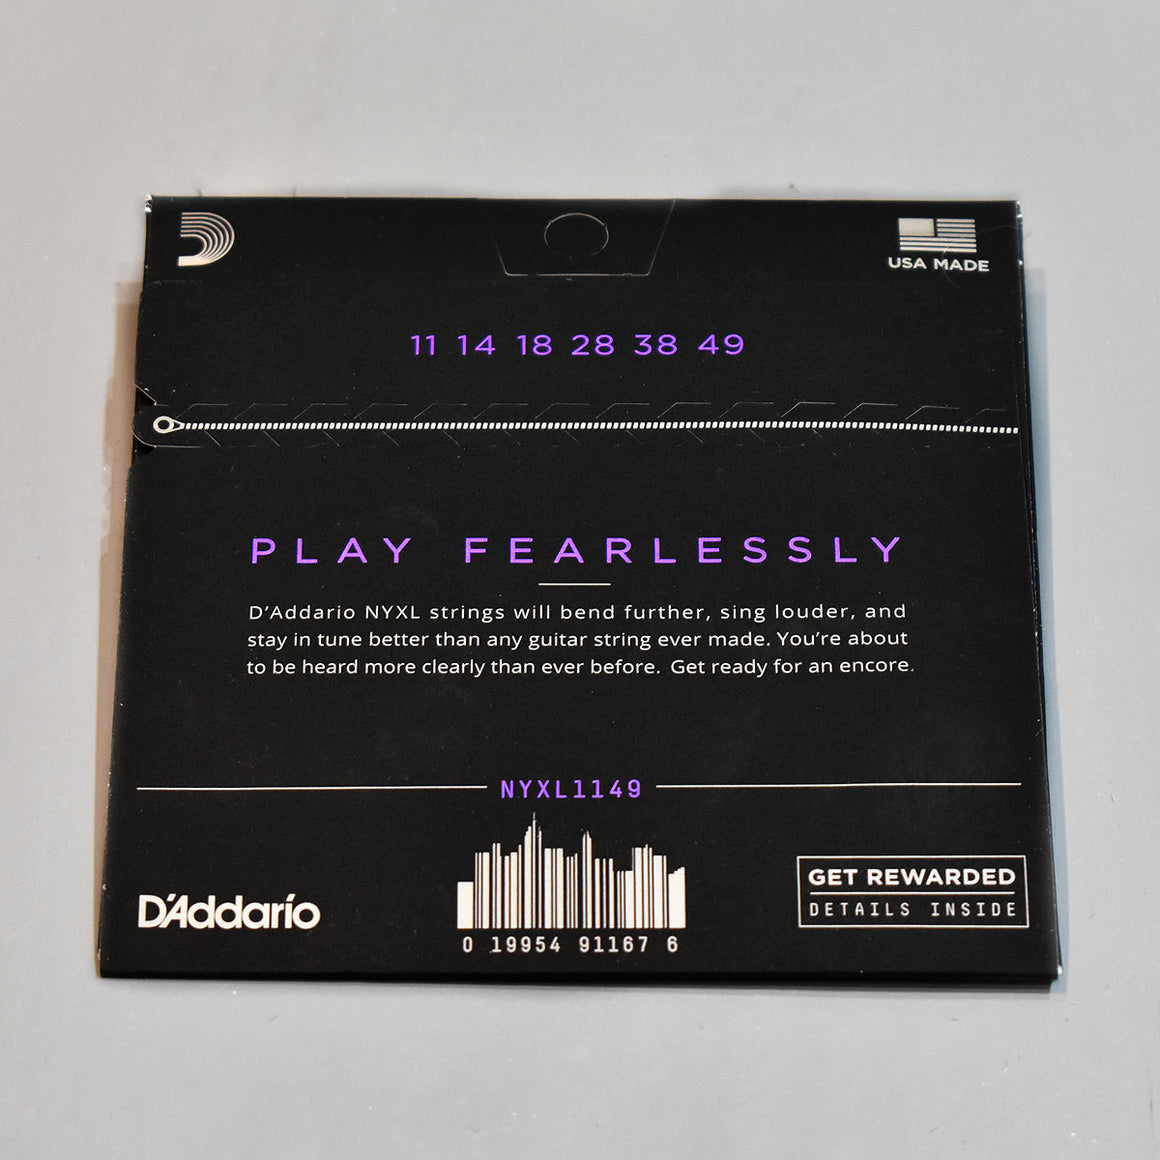 USA MADE
11 14 18 28 38 49
PLAY FEARLESSLY
D'Addario NYXL strings will bend further, sing louder, and
stay in tune better than any guitar string ever made. You're about
to be heard more clearly than ever before. Get ready for an encore.
NYXL1149
D'Addario
0 19954 91167 6
GET REWARDED
DETAILS INSIDE